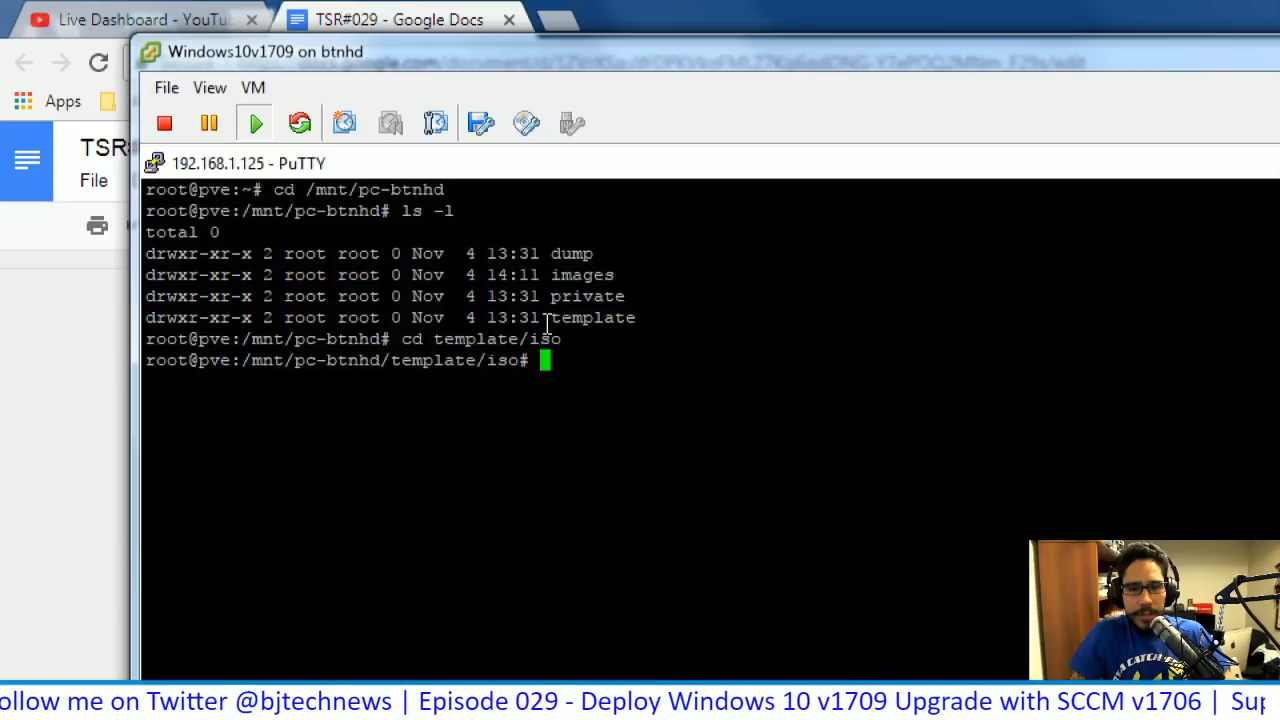 Live Dashboard - YouTu
TSR#029 - Google Docs
Windows10v1709 on btnhd
Apps
File View VM
TSR#
File
192.168.1.125 - PuTTY
root@pve:~# cd /mnt/pc-btnhd
root@pve:/mnt/pc-btnhd# ls -l
total 0
drwxr-xr-x 2 root root 0 Nov  4 13:31 dump
drwxr-xr-x 2 root root 0 Nov  4 14:11 images
drwxr-xr-x 2 root root 0 Nov  4 13:31 private
drwxr-xr-x 2 root root 0 Nov  4 13:31 template
root@pve:/mnt/pc-btnhd# cd template/iso
root@pve:/mnt/pc-btnhd/template/iso#
ollow me on Twitter @bjtechnews | Episode 029 - Deploy Windows 10 v1709 Upgrade with SCCM v1706 | Sup